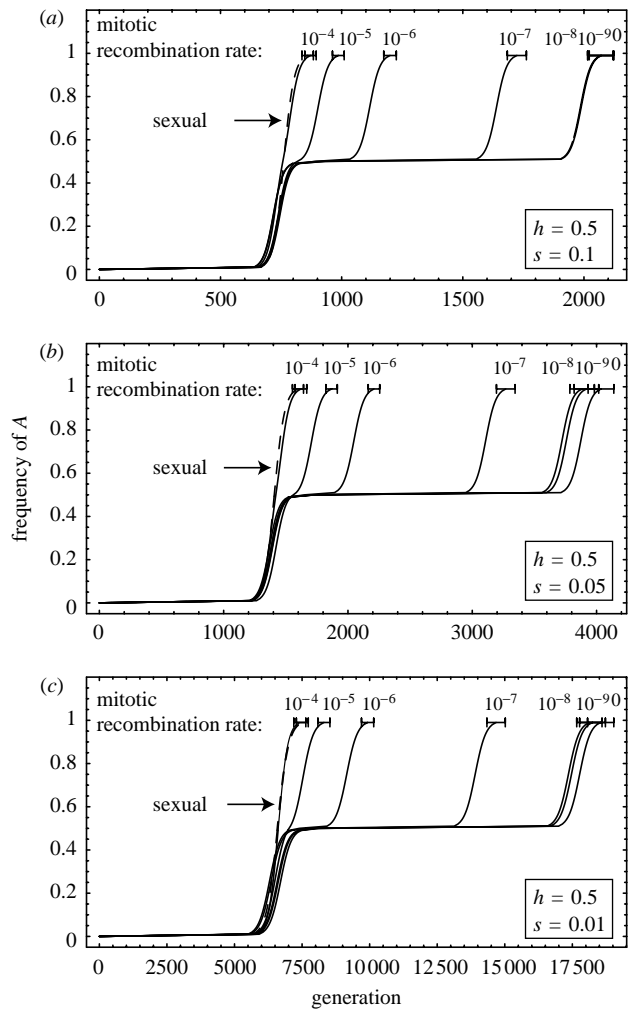 (a)
mitotic
recombination rate: 10⁻⁴ 10⁻⁵ 10⁻⁶ 10⁻⁷ 10⁻⁸ 10⁻⁹ 0
1
sexual
0.8
0.6
0.4
0.2
h = 0.5
s = 0.1
0
0 500 1000 1500 2000
(b)
mitotic
recombination rate: 10⁻⁴ 10⁻⁵ 10⁻⁶ 10⁻⁷ 10⁻⁸ 10⁻⁹ 0
1
0.8
sexual
0.6
0.4
0.2
h = 0.5
s = 0.05
0
0 1000 2000 3000 4000
frequency of A
(c)
mitotic
recombination rate: 10⁻⁴ 10⁻⁵ 10⁻⁶ 10⁻⁷ 10⁻⁸ 10⁻⁹ 0
1
0.8
sexual
0.6
0.4
0.2
h = 0.5
s = 0.01
0
0 2500 5000 7500 10 000 12 500 15 000 17 500
generation